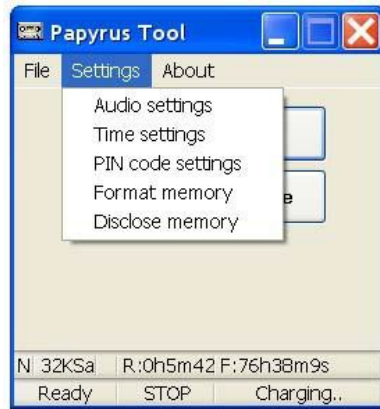 Papyrus Tool
File Settings About
Audio settings
Time settings
PIN code settings
Format memory
Disclose memory
e
N 32KSa R:0h5m42 F:76h38m9s
Ready STOP Charging..